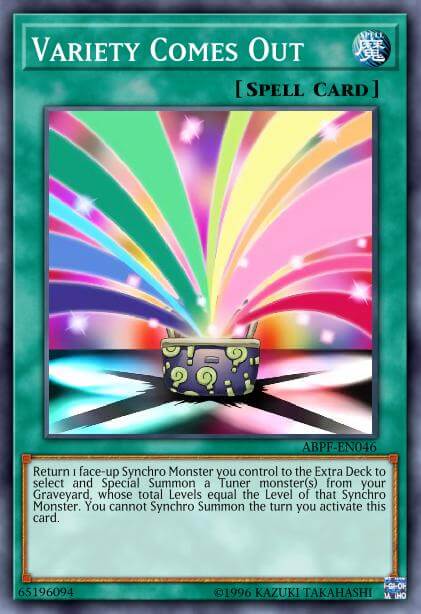 VARIETY COMES OUT
魔
[SPELL CARD]
ABPF-EN046
Return 1 face-up Synchro Monster you control to the Extra Deck to
select and Special Summon a Tuner monster(s) from your
Graveyard, whose total Levels equal the Level of that Synchro
Monster. You cannot Synchro Summon the turn you activate this
card.
65196094
©1996 KAZUKI TAKAHASHI